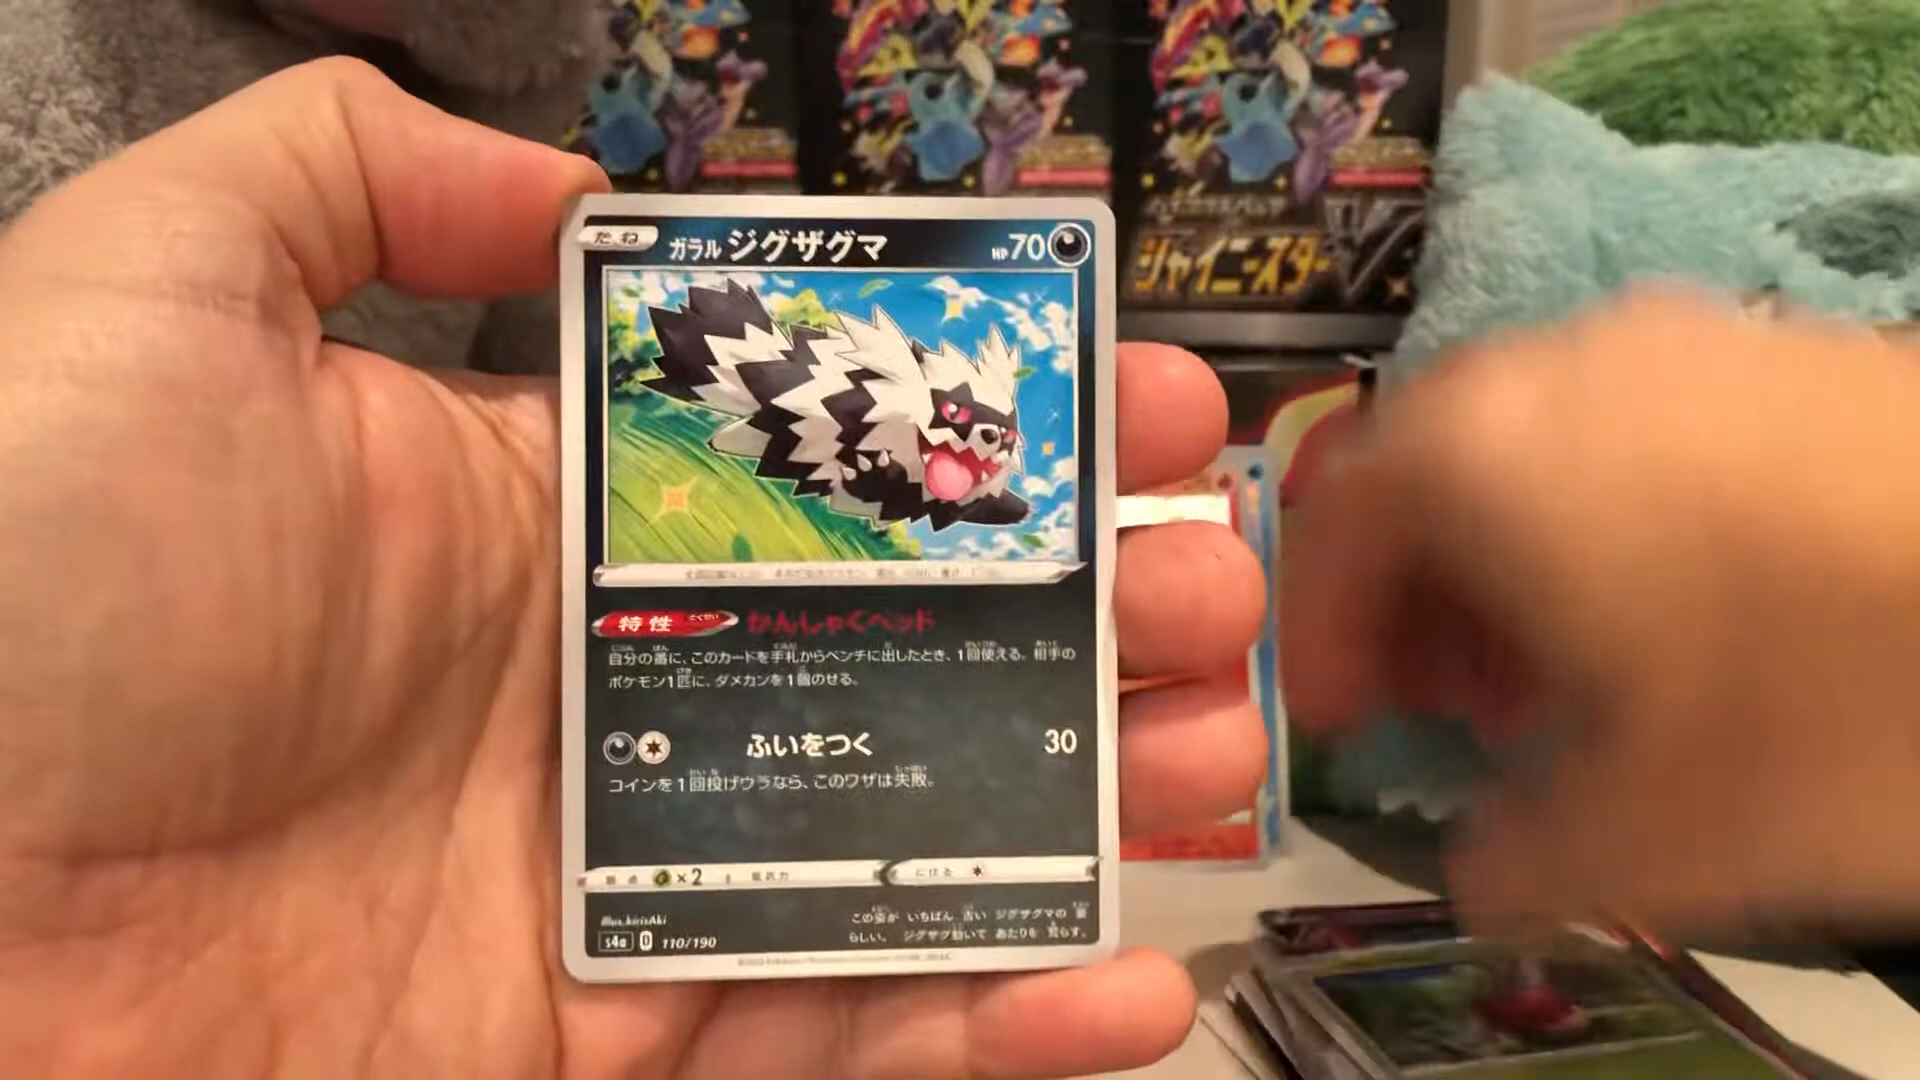 シャイニースターV
たね
ガラル ジグザグマ
HP70
特性 かんしゃくヘッド
自分の番に、このカードを手札からベンチに出したとき、1回使える。相手の
ポケモン1匹に、ダメカンを1個のせる。
ふいをつく 30
コインを1回投げウラなら、このワザは失敗。
弱点 ×2 抵抗力 にげる
Illus. kirisAki
この姿が いちばん 古い ジグザグマの 姿
らしい。 ジグザグ動いて あたりを 荒らす。
s4a D 110/190